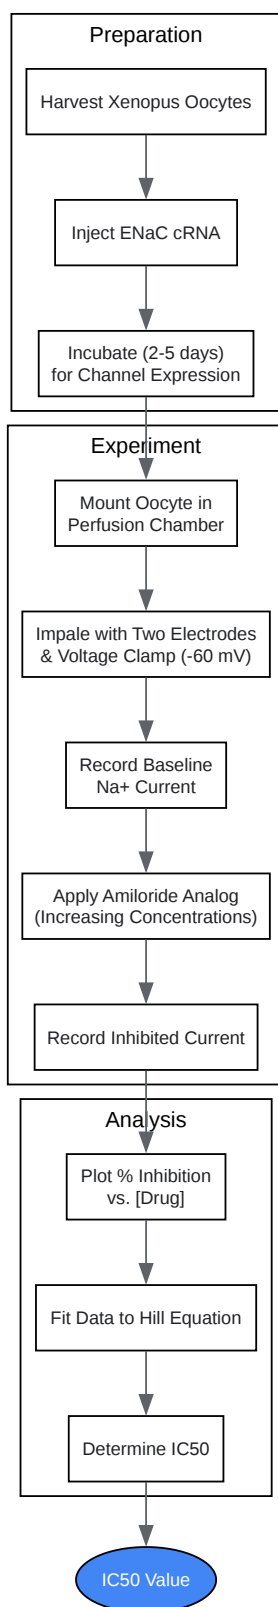 Preparation
Harvest Xenopus Oocytes
Inject ENaC cRNA
Incubate (2-5 days)
for Channel Expression
Experiment
Mount Oocyte in
Perfusion Chamber
Impale with Two Electrodes
& Voltage Clamp (-60 mV)
Record Baseline
Na+ Current
Apply Amiloride Analog
(Increasing Concentrations)
Record Inhibited Current
Analysis
Plot % Inhibition
vs. [Drug]
Fit Data to Hill Equation
Determine IC50
IC50 Value